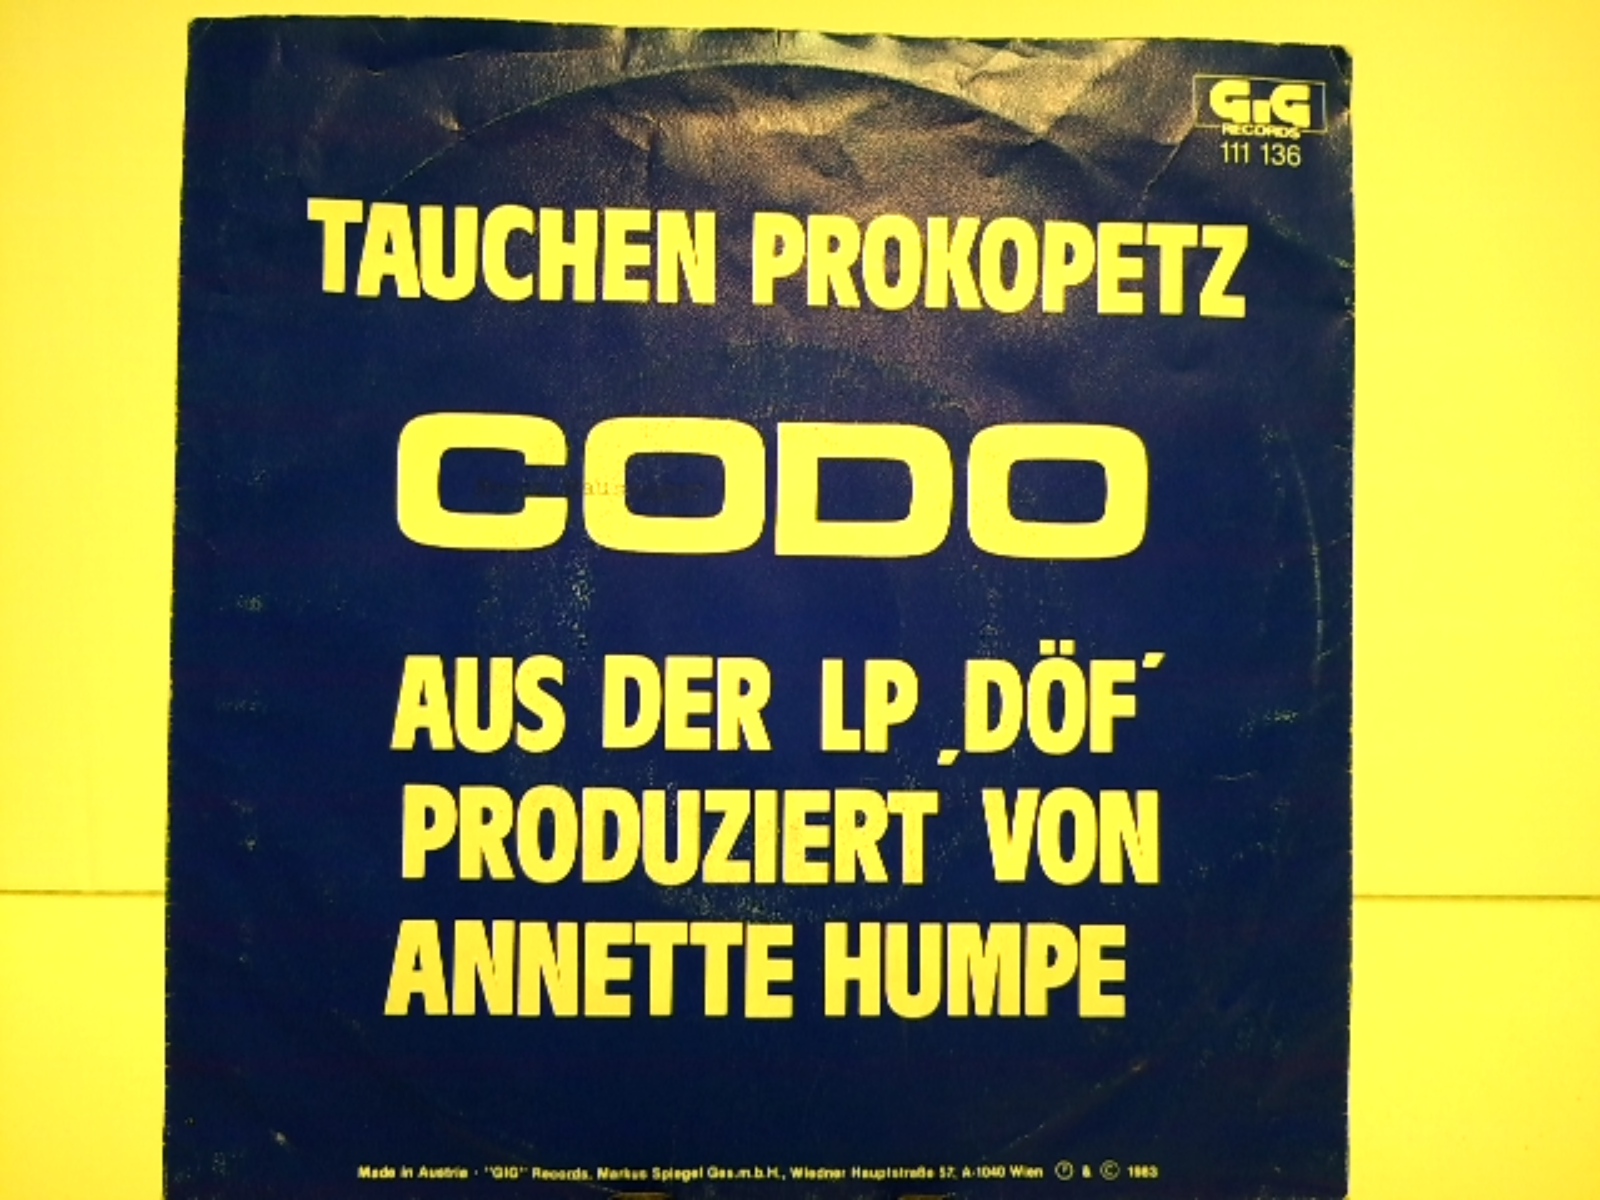 GiG
RECORDS
111 136
TAUCHEN PROKOPETZ
CODO
AUS DER LP ‚DÖF´
PRODUZIERT VON
ANNETTE HUMPE
Made in Austria · "GIG" Records, Markus Spiegel Ges.m.b.H., Wiedner Hauptstraße 57, A-1040 Wien Ⓟ & © 1983